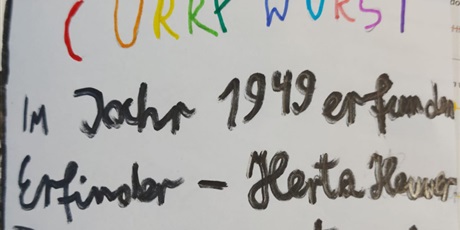 CURRY WURST
IM Jahr 1949 erfunden
Erfinder – Herta Heuwer